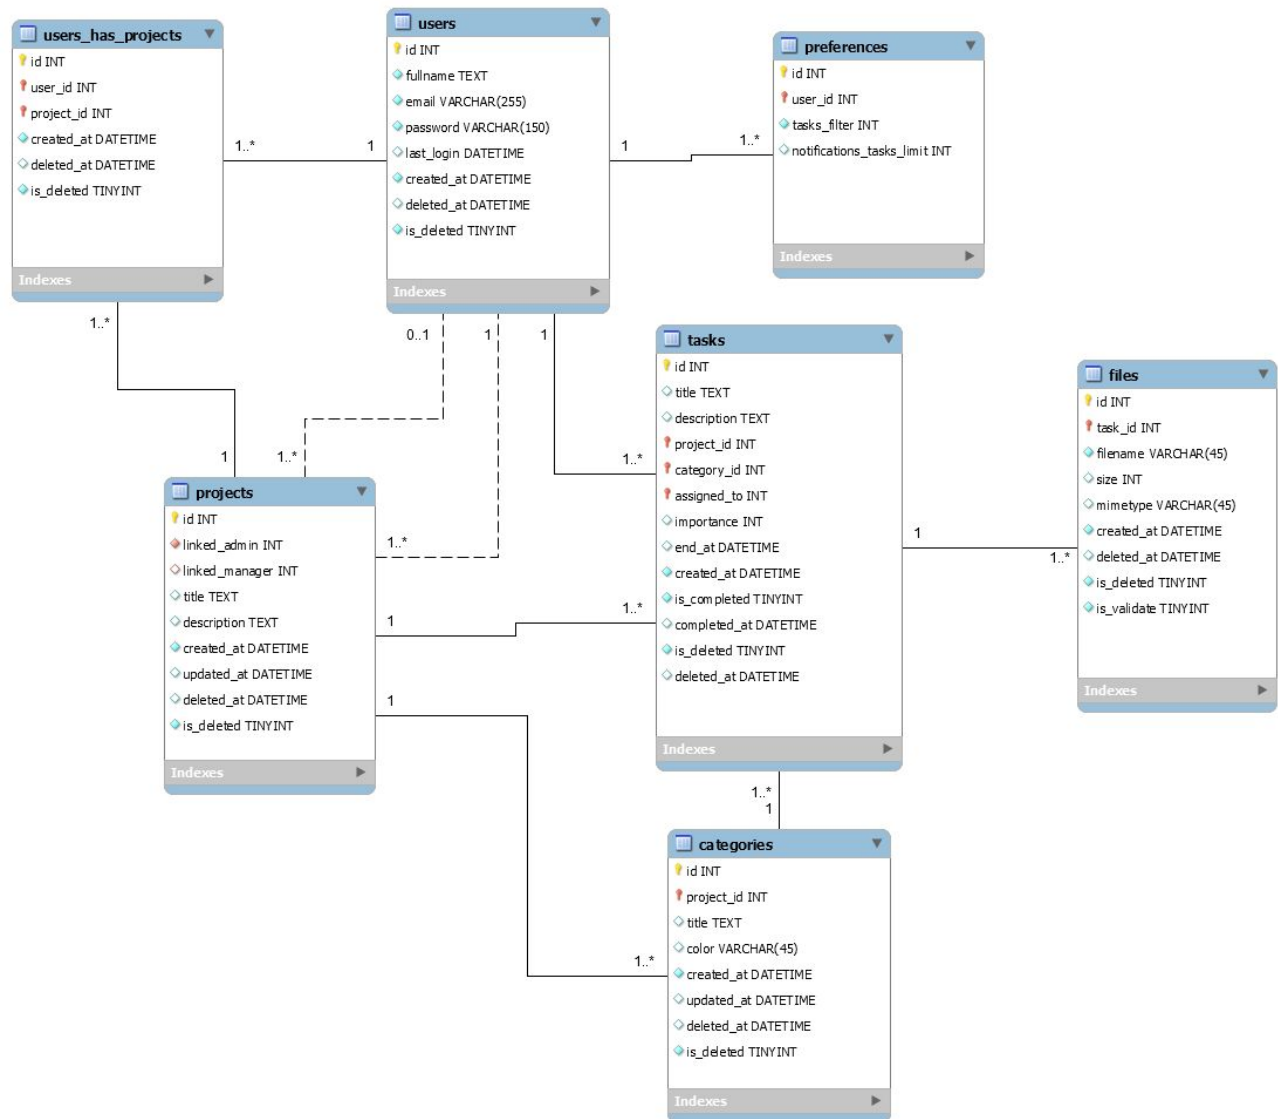 users_has_projects
id INT
user_id INT
project_id INT
created_at DATETIME
deleted_at DATETIME
is_deleted TINYINT
Indexes
users
id INT
fullname TEXT
email VARCHAR(255)
password VARCHAR(150)
last_login DATETIME
created_at DATETIME
deleted_at DATETIME
is_deleted TINYINT
Indexes
preferences
id INT
user_id INT
tasks_filter INT
notifications_tasks_limit INT
Indexes
1..*
1
1
1..*
1..*
0..1
1
1
1
1..*
1..*
1..*
projects
id INT
linked_admin INT
linked_manager INT
title TEXT
description TEXT
created_at DATETIME
updated_at DATETIME
deleted_at DATETIME
is_deleted TINYINT
Indexes
1
1..*
1
tasks
id INT
title TEXT
description TEXT
project_id INT
category_id INT
assigned_to INT
importance INT
end_at DATETIME
created_at DATETIME
is_completed TINYINT
completed_at DATETIME
is_deleted TINYINT
deleted_at DATETIME
Indexes
1
1..*
files
id INT
task_id INT
filename VARCHAR(45)
size INT
mimetype VARCHAR(45)
created_at DATETIME
deleted_at DATETIME
is_deleted TINYINT
is_validate TINYINT
Indexes
1..*
1
1..*
categories
id INT
project_id INT
title TEXT
color VARCHAR(45)
created_at DATETIME
updated_at DATETIME
deleted_at DATETIME
is_deleted TINYINT
Indexes